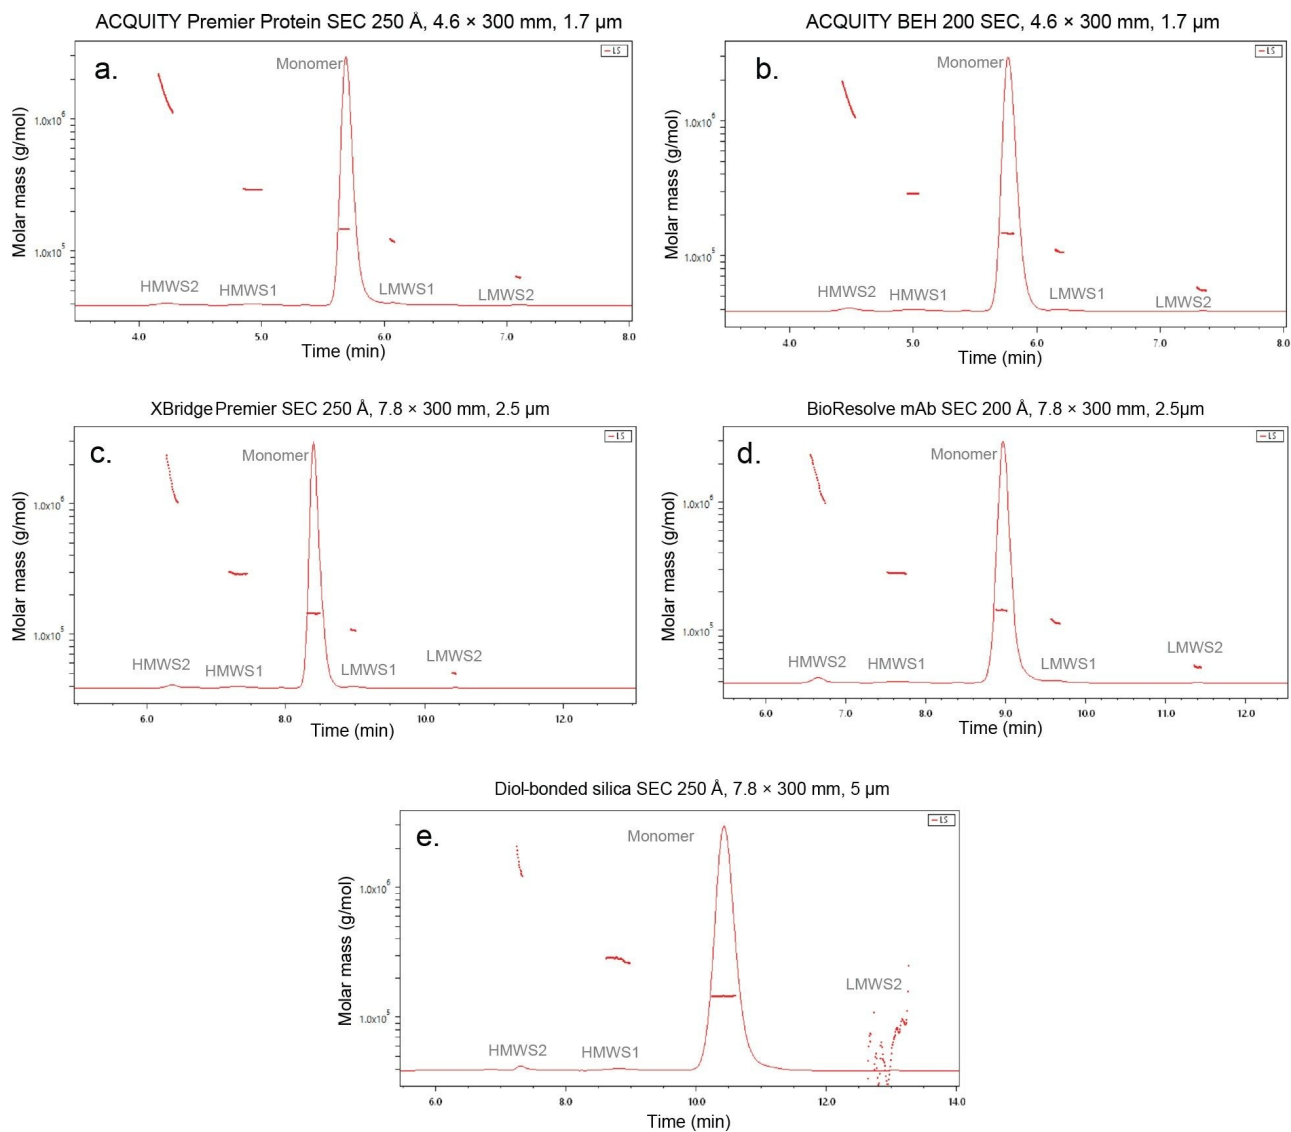 ACQUITY Premier Protein SEC 250 Å, 4.6 × 300 mm, 1.7 µm
a.
Monomer
LS
Molar mass (g/mol)
1.0x10⁶
1.0x10⁵
HMWS2
HMWS1
LMWS1
LMWS2
4.0 5.0 6.0 7.0 8.0
Time (min)
ACQUITY BEH 200 SEC, 4.6 × 300 mm, 1.7 µm
b.
Monomer
LS
Molar mass (g/mol)
1.0x10⁶
1.0x10⁵
HMWS2
HMWS1
LMWS1
LMWS2
4.0 5.0 6.0 7.0 8.0
Time (min)
XBridge Premier SEC 250 Å, 7.8 × 300 mm, 2.5 µm
c.
Monomer
LS
Molar mass (g/mol)
1.0x10⁶
1.0x10⁵
HMWS2
HMWS1
LMWS1
LMWS2
6.0 8.0 10.0 12.0
Time (min)
BioResolve mAb SEC 200 Å, 7.8 × 300 mm, 2.5µm
d.
Monomer
LS
Molar mass (g/mol)
1.0x10⁶
1.0x10⁵
HMWS2
HMWS1
LMWS1
LMWS2
6.0 7.0 8.0 9.0 10.0 11.0 12.0
Time (min)
Diol-bonded silica SEC 250 Å, 7.8 × 300 mm, 5 µm
e.
Monomer
LS
Molar mass (g/mol)
1.0x10⁶
1.0x10⁵
LMWS2
HMWS2
HMWS1
6.0 8.0 10.0 12.0 14.0
Time (min)